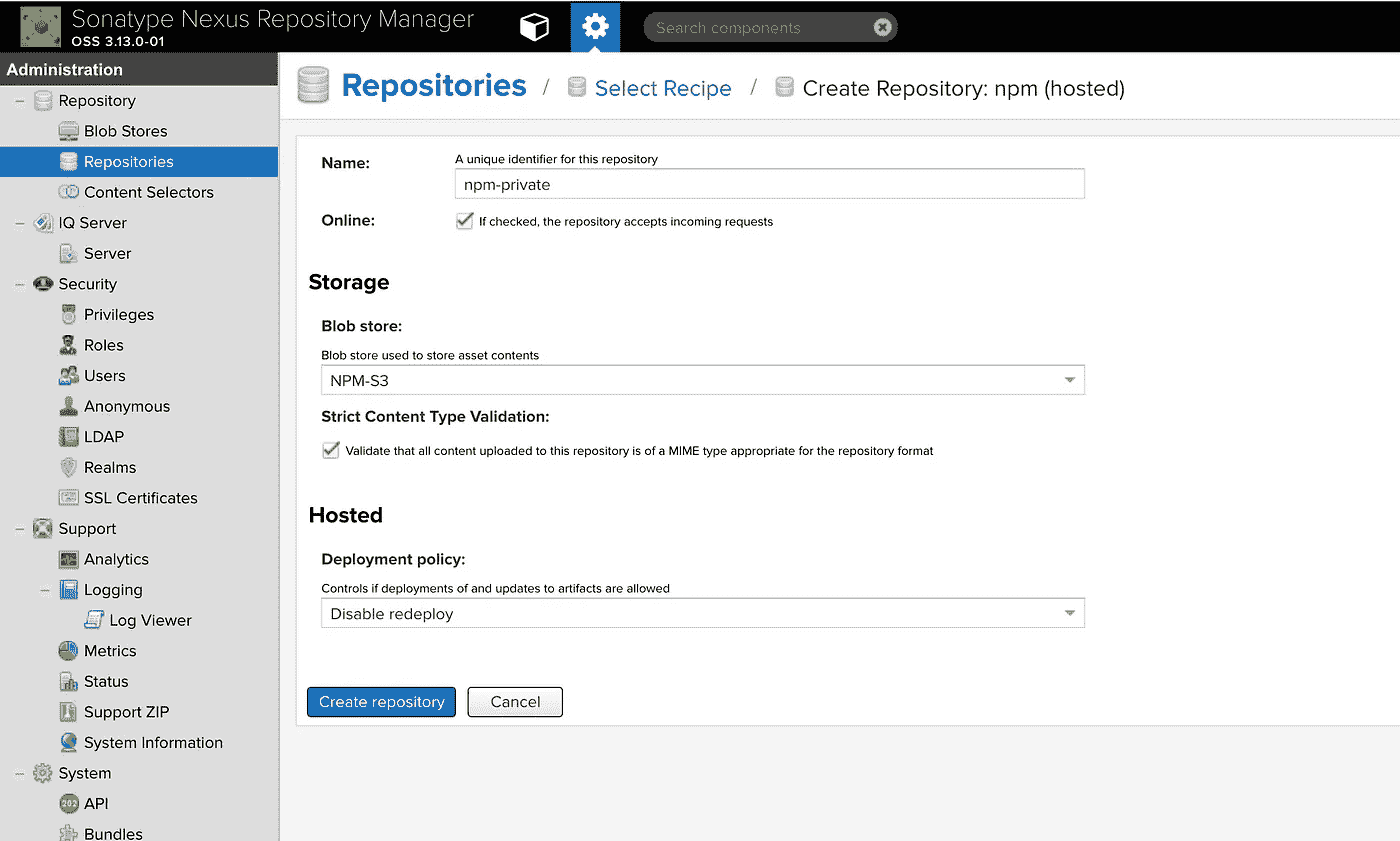 Sonatype Nexus Repository Manager
OSS 3.13.0-01
Search components
Administration
Repository
Blob Stores
Repositories
Content Selectors
IQ Server
Server
Security
Privileges
Roles
Users
Anonymous
LDAP
Realms
SSL Certificates
Support
Analytics
Logging
Log Viewer
Metrics
Status
Support ZIP
System Information
System
202
API
Bundles
Repositories / Select Recipe / Create Repository: npm (hosted)
Name:
A unique identifier for this repository
npm-private
Online:
If checked, the repository accepts incoming requests
Storage
Blob store:
Blob store used to store asset contents
NPM-S3
Strict Content Type Validation:
Validate that all content uploaded to this repository is of a MIME type appropriate for the repository format
Hosted
Deployment policy:
Controls if deployments of and updates to artifacts are allowed
Disable redeploy
Create repository
Cancel